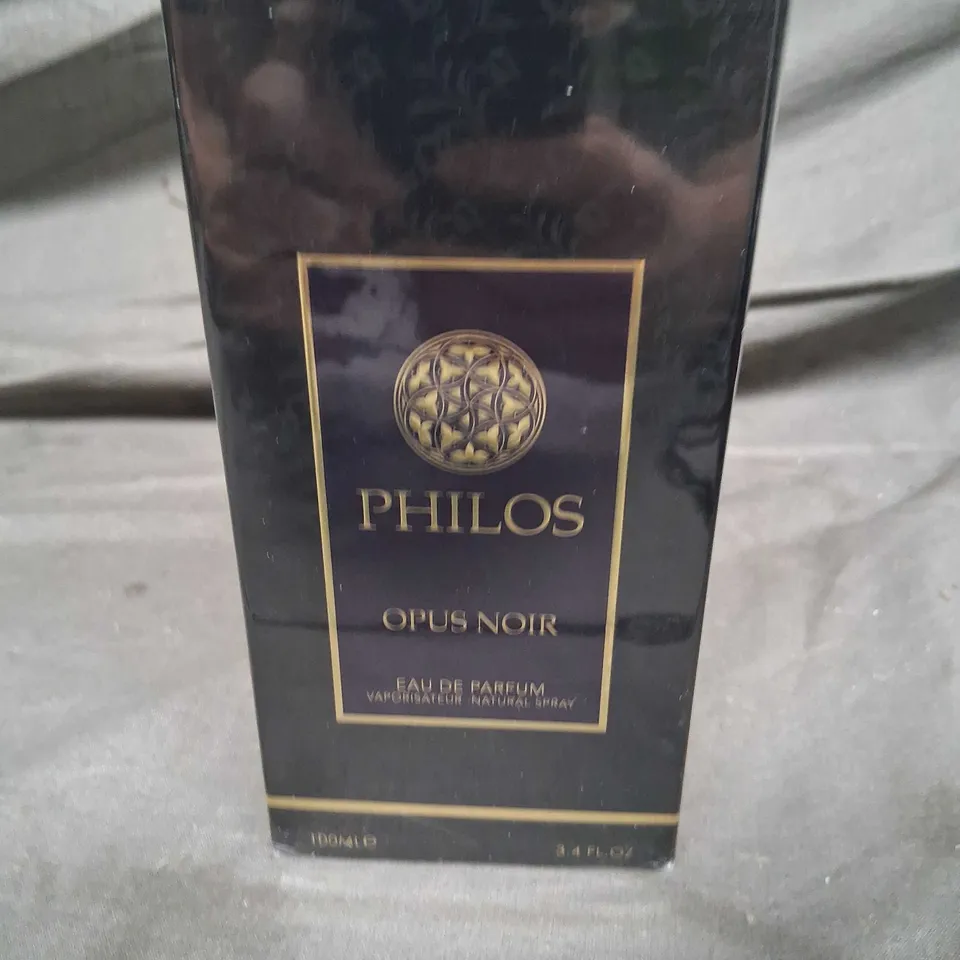 PHILOS
OPUS NOIR
EAU DE PARFUM
VAPORISATEUR NATURAL SPRAY
100ML℮ 3.4 FL.OZ